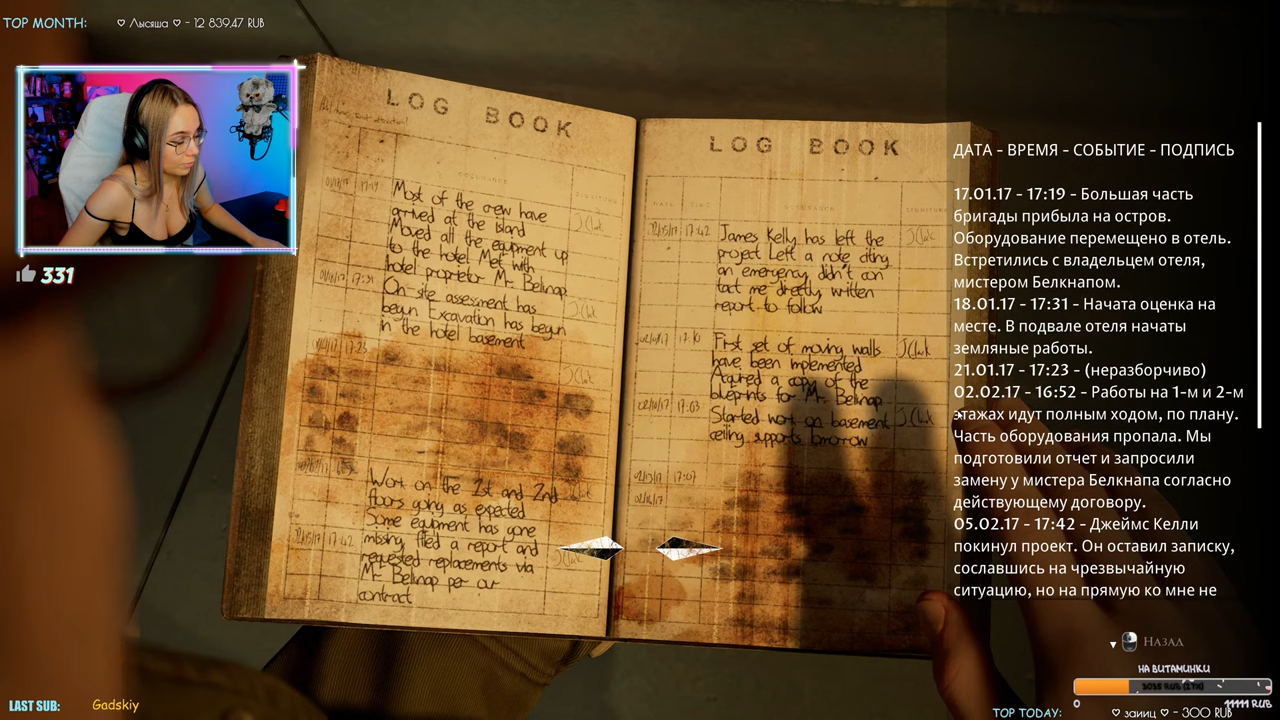 TOP MONTH: ♡ Лысяша ♡ - 12 839.47 RUB
331
LOG BOOK
Most of the crew have
arrived at the island
Moved all the equipment up
to the hotel Met with
hotel proprietor Mr. Belknap
On-site assessment has
begun Excavation has begun
in the hotel basement
Work on the 1st and 2nd
floors going as expected
Some equipment has gone
missing, filed a report and
requested replacements via
Mr. Belknap per our
contract
LOG BOOK
James Kelly has left the
project Left a note citing
an emergency, didn't con
tact me directly, written
report to follow
First set of moving walls
have been implemented
Aquired a copy of the
blueprints for Mr. Belknap
Started work on basement
ceiling supports tomorrow
ДАТА - ВРЕМЯ - СОБЫТИЕ - ПОДПИСЬ
17.01.17 - 17:19 - Большая часть
бригады прибыла на остров.
Оборудование перемещено в отель.
Встретились с владельцем отеля,
мистером Белкнапом.
18.01.17 - 17:31 - Начата оценка на
месте. В подвале отеля начаты
земляные работы.
21.01.17 - 17:23 - (неразборчиво)
02.02.17 - 16:52 - Работы на 1-м и 2-м
этажах идут полным ходом, по плану.
Часть оборудования пропала. Мы
подготовили отчет и запросили
замену у мистера Белкнапа согласно
действующему договору.
05.02.17 - 17:42 - Джеймс Келли
покинул проект. Он оставил записку,
сославшись на чрезвычайную
ситуацию, но на прямую ко мне не
Назад
НА ВИТАМИНКИ
3035 RUB (27%)
0 11111 RUB
LAST SUB: Gadskiy
TOP TODAY: ♡ заииц ♡ - 300 RUB